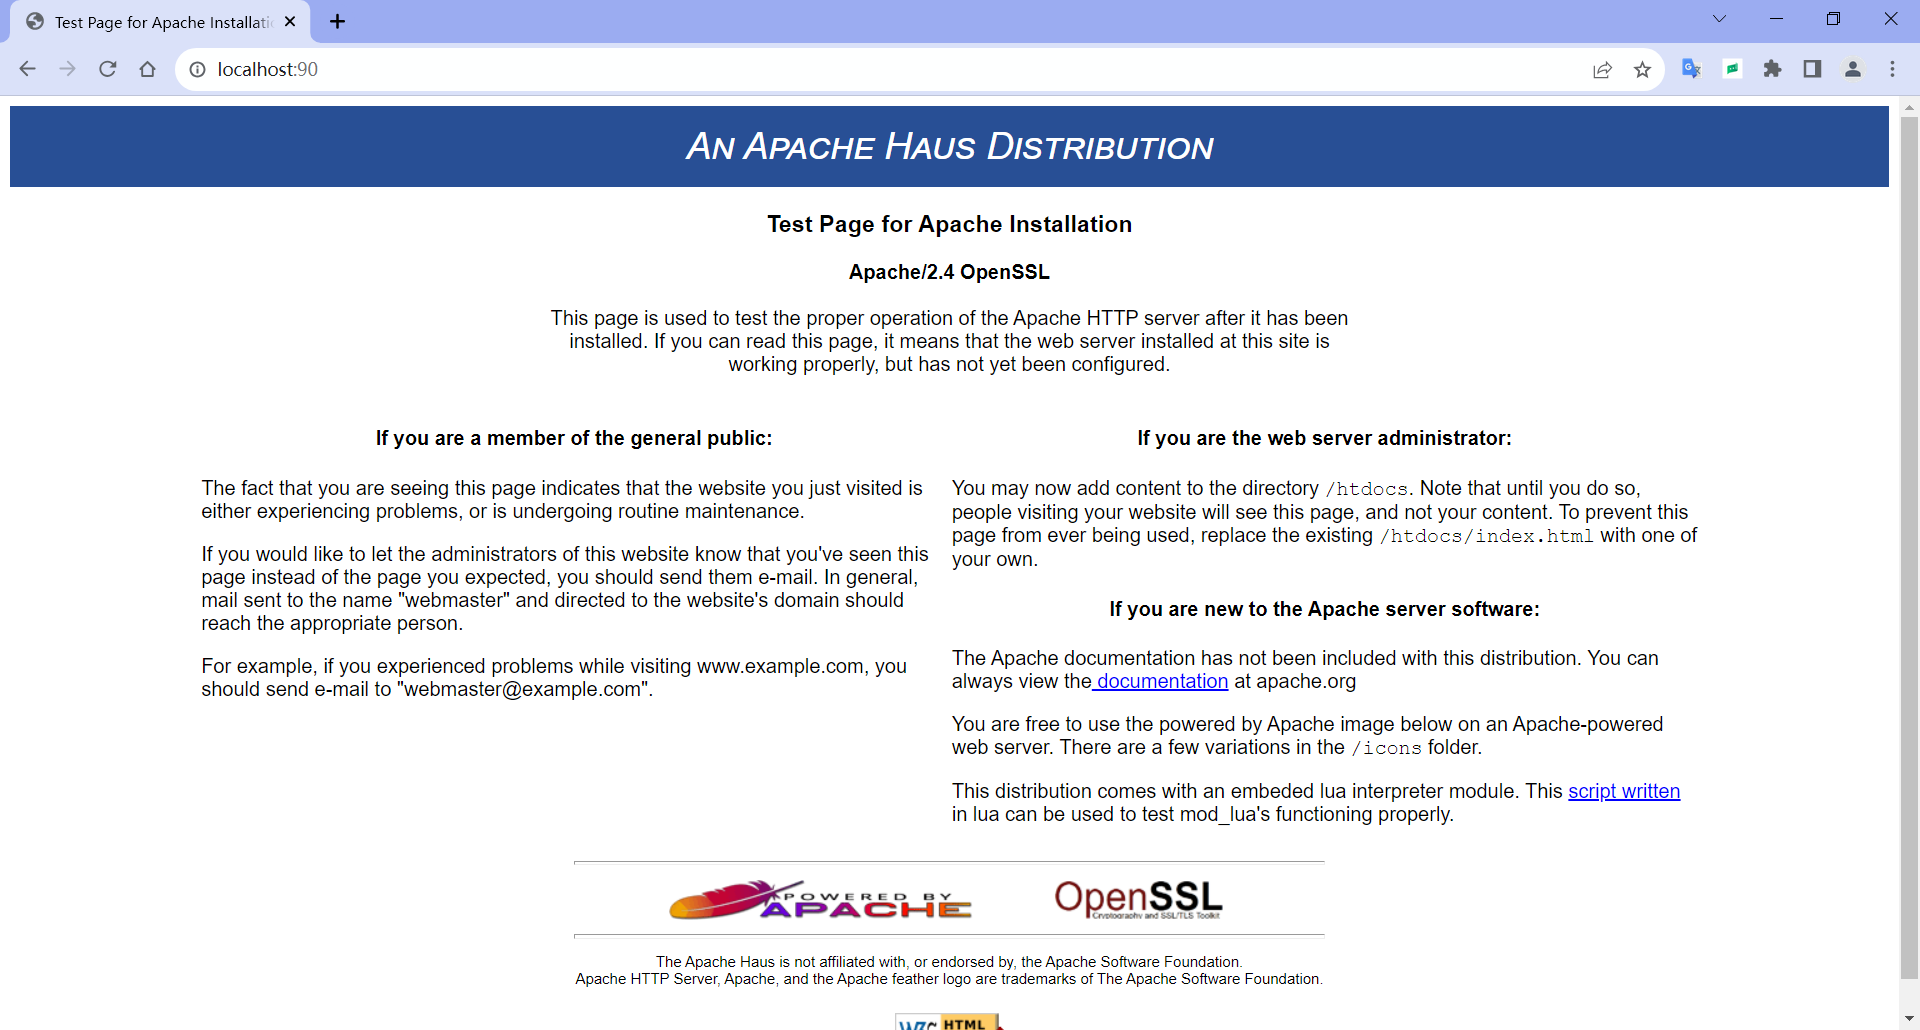 Test Page for Apache Installati
localhost:90
AN APACHE HAUS DISTRIBUTION
Test Page for Apache Installation
Apache/2.4 OpenSSL
This page is used to test the proper operation of the Apache HTTP server after it has been
installed. If you can read this page, it means that the web server installed at this site is
working properly, but has not yet been configured.
If you are a member of the general public:
The fact that you are seeing this page indicates that the website you just visited is
either experiencing problems, or is undergoing routine maintenance.
If you would like to let the administrators of this website know that you've seen this
page instead of the page you expected, you should send them e-mail. In general,
mail sent to the name "webmaster" and directed to the website's domain should
reach the appropriate person.
For example, if you experienced problems while visiting www.example.com, you
should send e-mail to "webmaster@example.com".
If you are the web server administrator:
You may now add content to the directory /htdocs. Note that until you do so,
people visiting your website will see this page, and not your content. To prevent this
page from ever being used, replace the existing /htdocs/index.html with one of
your own.
If you are new to the Apache server software:
The Apache documentation has not been included with this distribution. You can
always view the documentation at apache.org
You are free to use the powered by Apache image below on an Apache-powered
web server. There are a few variations in the /icons folder.
This distribution comes with an embeded lua interpreter module. This script written
in lua can be used to test mod_lua's functioning properly.
POWERED BY
APACHE
OpenSSL
Cryptography and SSL/TLS Toolkit
The Apache Haus is not affiliated with, or endorsed by, the Apache Software Foundation.
Apache HTTP Server, Apache, and the Apache feather logo are trademarks of The Apache Software Foundation.
W3C HTML